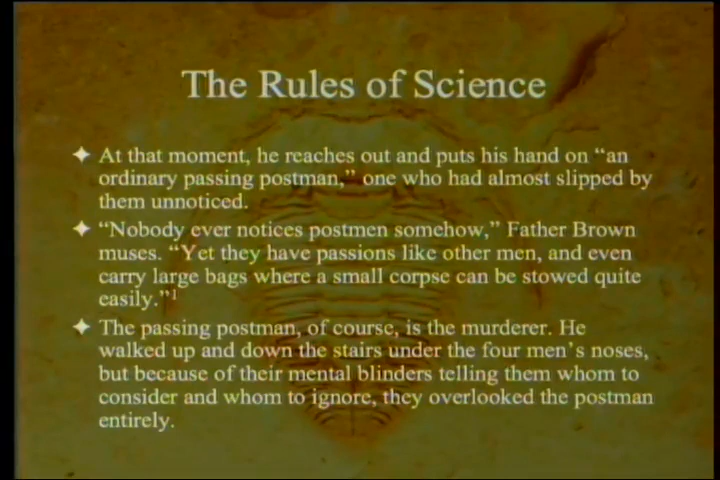 The Rules of Science
At that moment, he reaches out and puts his hand on “an
ordinary passing postman,” one who had almost slipped by
them unnoticed.
“Nobody ever notices postmen somehow,” Father Brown
muses. “Yet they have passions like other men, and even
carry large bags where a small corpse can be stowed quite
easily.”1
The passing postman, of course, is the murderer. He
walked up and down the stairs under the four men’s noses,
but because of their mental blinders telling them whom to
consider and whom to ignore, they overlooked the postman
entirely.